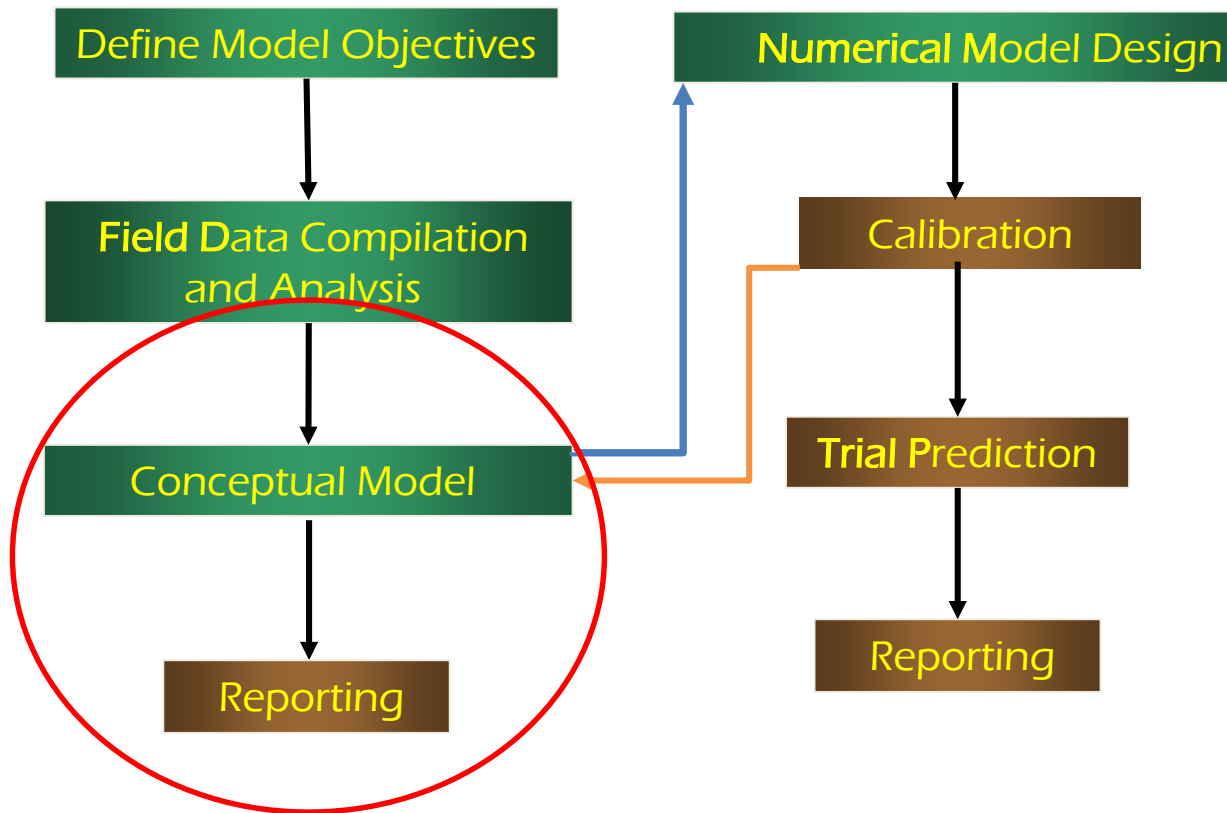 Define Model Objectives
Field Data Compilation
and Analysis
Conceptual Model
Reporting
Numerical Model Design
Calibration
Trial Prediction
Reporting